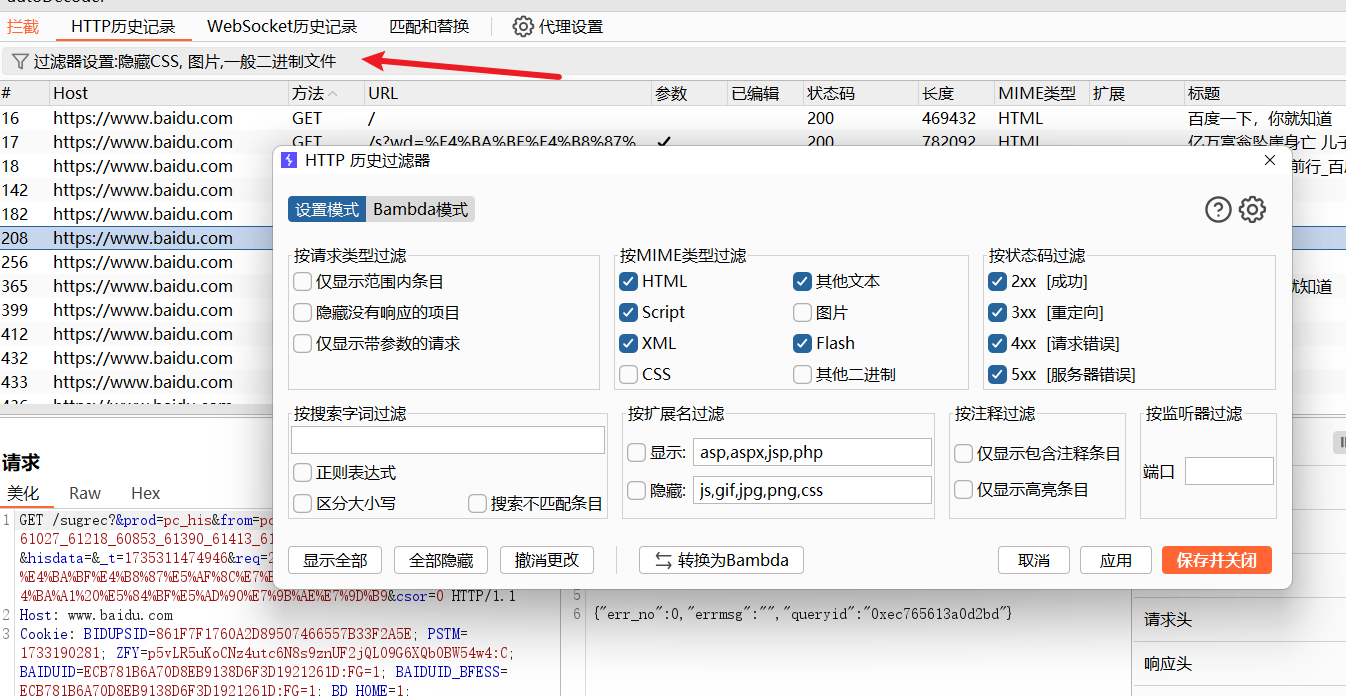 autoDecoder
拦截 HTTP历史记录 WebSocket历史记录 匹配和替换 代理设置
过滤器设置:隐藏CSS, 图片,一般二进制文件
# Host 方法 URL 参数 已编辑 状态码 长度 MIME类型 扩展 标题
16 https://www.baidu.com GET / 200 469432 HTML 百度一下，你就知道
17 https://www.baidu.com GET /s?wd=%E4%BA%BF%E4%B8%87% 200 782092 HTML 亿万富翁坠崖身亡 儿子
18 https://www.baidu.com 前行_百度
142 https://www.baidu.com
182 https://www.baidu.com
208 https://www.baidu.com
256 https://www.baidu.com
365 https://www.baidu.com 就知道
399 https://www.baidu.com
412 https://www.baidu.com
432 https://www.baidu.com
433 https://www.baidu.com
436 https://www.baidu.com
HTTP 历史过滤器
设置模式 Bambda模式
按请求类型过滤
仅显示范围内条目
隐藏没有响应的项目
仅显示带参数的请求
按MIME类型过滤
HTML 其他文本
Script 图片
XML Flash
CSS 其他二进制
按状态码过滤
2xx [成功]
3xx [重定向]
4xx [请求错误]
5xx [服务器错误]
按搜索字词过滤
正则表达式
区分大小写 搜索不匹配条目
按扩展名过滤
显示: asp,aspx,jsp,php
隐藏: js,gif,jpg,png,css
按注释过滤
仅显示包含注释条目
仅显示高亮条目
按监听器过滤
端口
显示全部 全部隐藏 撤消更改 转换为Bambda 取消 应用 保存并关闭
请求
美化 Raw Hex
1 GET /sugrec?&prod=pc_his&from=pc
61027_61218_60853_61390_61413_61
&hisdata=&_t=1735311474946&req=2
%E4%BA%BF%E4%B8%87%E5%AF%8C%E7%B
4%BA%A1%20%E5%84%BF%E5%AD%90%E7%9B%AE%E7%9D%B9&csor=0 HTTP/1.1
2 Host: www.baidu.com
3 Cookie: BIDUPSID=861F7F1760A2D89507466557B33F2A5E; PSTM=
1733190281; ZFY=p5vLR5uKoCNz4utc6N8s9znUF2jQL09G6XQb0BW54w4:C;
BAIDUID=ECB781B6A70D8EB9138D6F3D1921261D:FG=1; BAIDUID_BFESS=
ECB781B6A70D8EB9138D6F3D1921261D:FG=1; BD_HOME=1;
5
6 {"err_no":0,"errmsg":"","queryid":"0xec765613a0d2bd"}
请求头
响应头